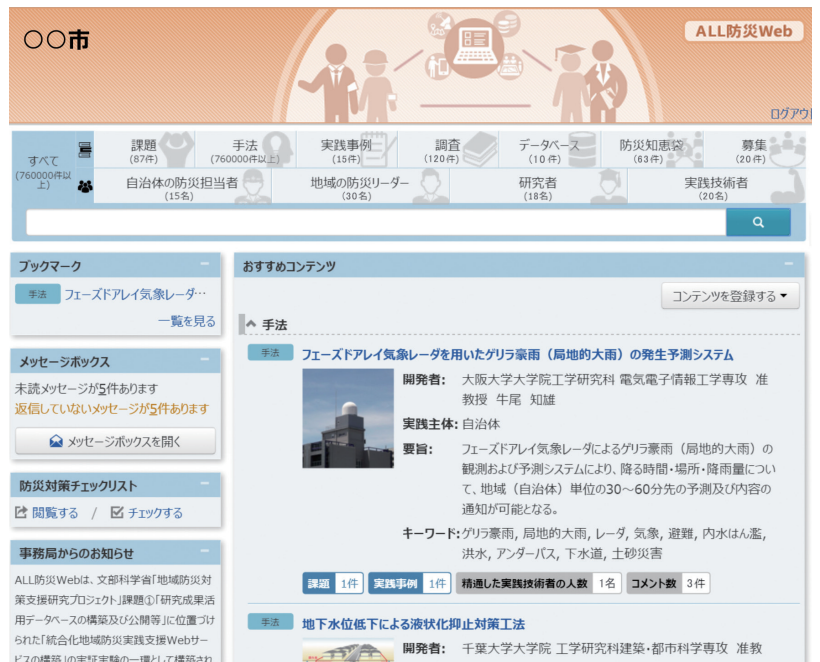 〇〇市
ALL防災Web
ログアウト
すべて
(760000件以上)
課題
(87件)
手法
(760000件以上)
実践事例
(15件)
調査
(120件)
データベース
(10件)
防災知恵袋
(63件)
募集
(20件)
自治体の防災担当者
(15名)
地域の防災リーダー
(30名)
研究者
(18名)
実践技術者
(20名)
ブックマーク
手法 フェーズドアレイ気象レーダ…
一覧を見る
メッセージボックス
未読メッセージが5件あります
返信していないメッセージが5件あります
メッセージボックスを開く
防災対策チェックリスト
閲覧する / チェックする
事務局からのお知らせ
ALL防災Webは、文部科学省「地域防災対
策支援研究プロジェクト」課題①「研究成果活
用データベースの構築及び公開等」に位置づけ
られた「統合化地域防災実践支援Webサー
ビスの構築」の実証実験の一環として構築され
おすすめコンテンツ
コンテンツを登録する
手法
手法 フェーズドアレイ気象レーダを用いたゲリラ豪雨（局地的大雨）の発生予測システム
開発者: 大阪大学大学院工学研究科 電気電子情報工学専攻 准
教授 牛尾 知雄
実践主体: 自治体
要旨: フェーズドアレイ気象レーダによるゲリラ豪雨（局地的大雨）の
観測および予測システムにより、降る時間・場所・降雨量につい
て、地域（自治体）単位の30～60分先の予測及び内容の
通知が可能となる。
キーワード: ゲリラ豪雨, 局地的大雨, レーダ, 気象, 避難, 内水はん濫,
洪水, アンダーパス, 下水道, 土砂災害
課題 1件 実践事例 1件 精通した実践技術者の人数 1名 コメント数 3件
手法 地下水位低下による液状化抑止対策工法
開発者: 千葉大学大学院 工学研究科建築・都市科学専攻 准教